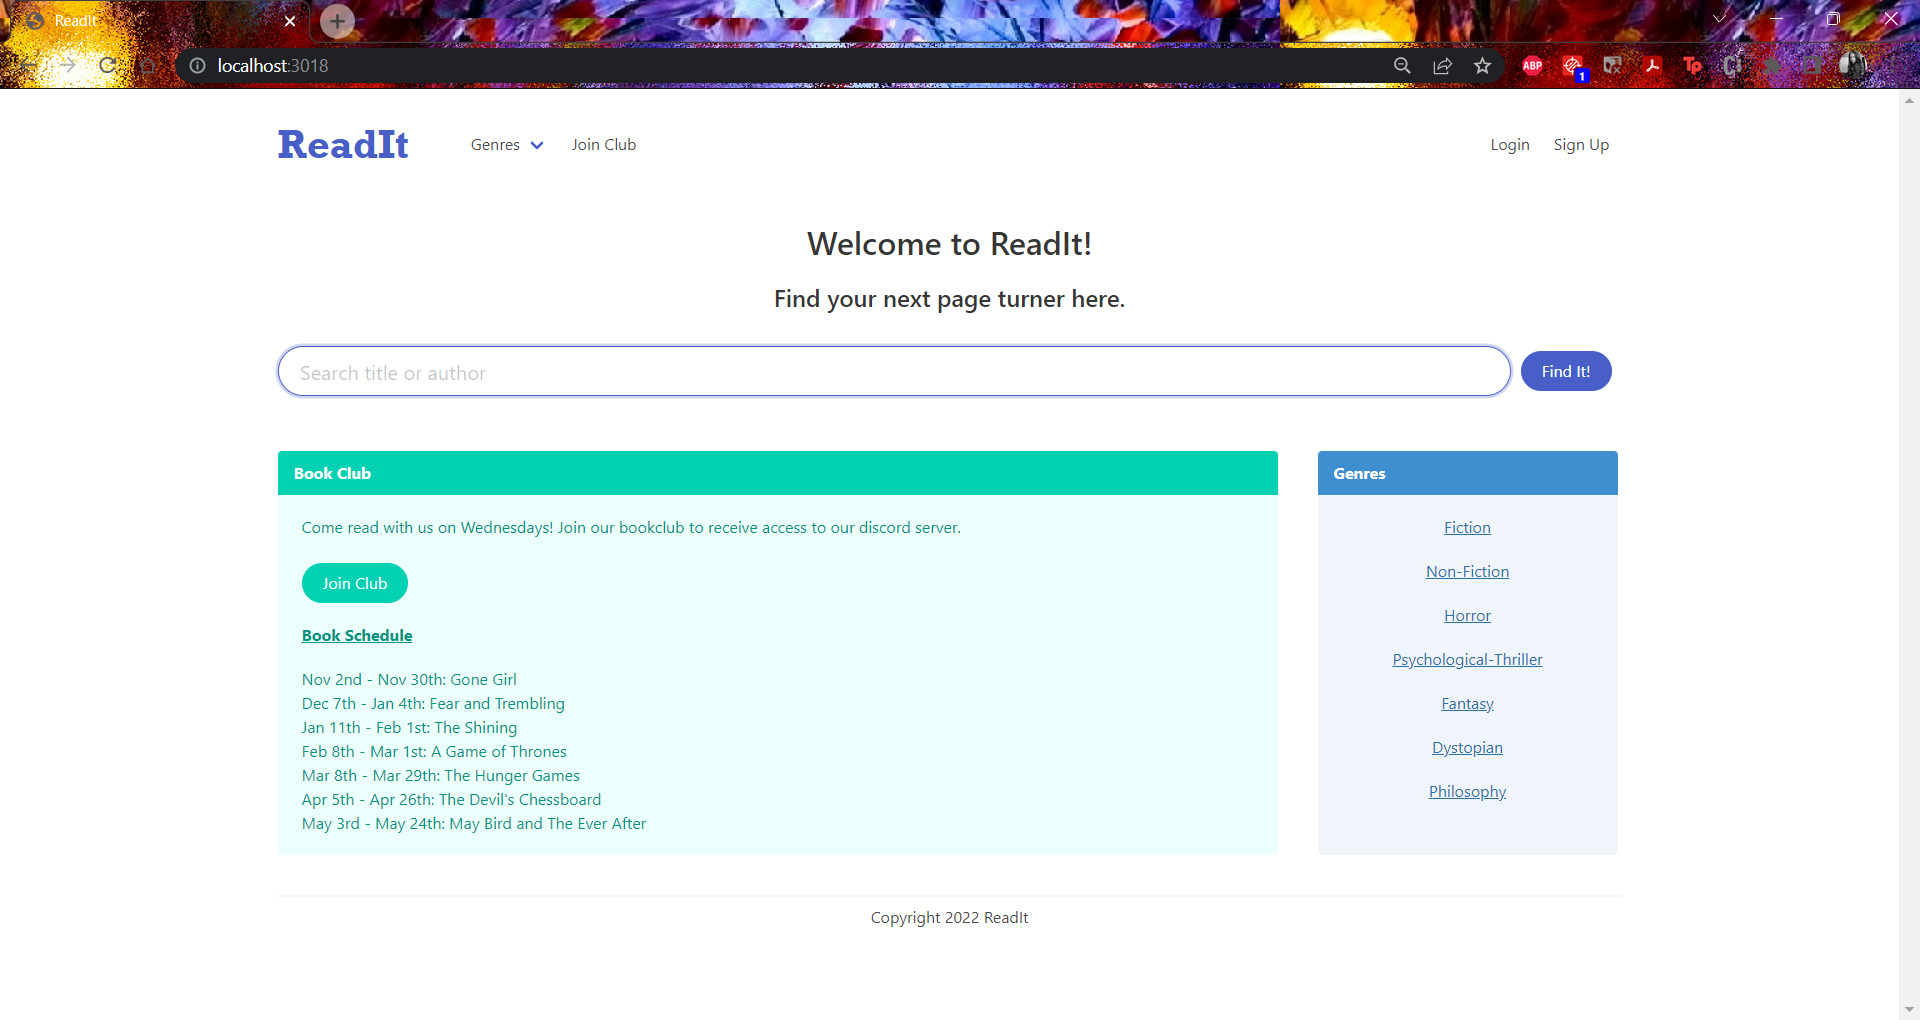 ReadIt
localhost:3018
ABP
1
ReadIt
Genres
Join Club
Login
Sign Up
Welcome to ReadIt!
Find your next page turner here.
Search title or author
Find It!
Book Club
Come read with us on Wednesdays! Join our bookclub to receive access to our discord server.
Join Club
Book Schedule
Nov 2nd - Nov 30th: Gone Girl
Dec 7th - Jan 4th: Fear and Trembling
Jan 11th - Feb 1st: The Shining
Feb 8th - Mar 1st: A Game of Thrones
Mar 8th - Mar 29th: The Hunger Games
Apr 5th - Apr 26th: The Devil's Chessboard
May 3rd - May 24th: May Bird and The Ever After
Genres
Fiction
Non-Fiction
Horror
Psychological-Thriller
Fantasy
Dystopian
Philosophy
Copyright 2022 ReadIt